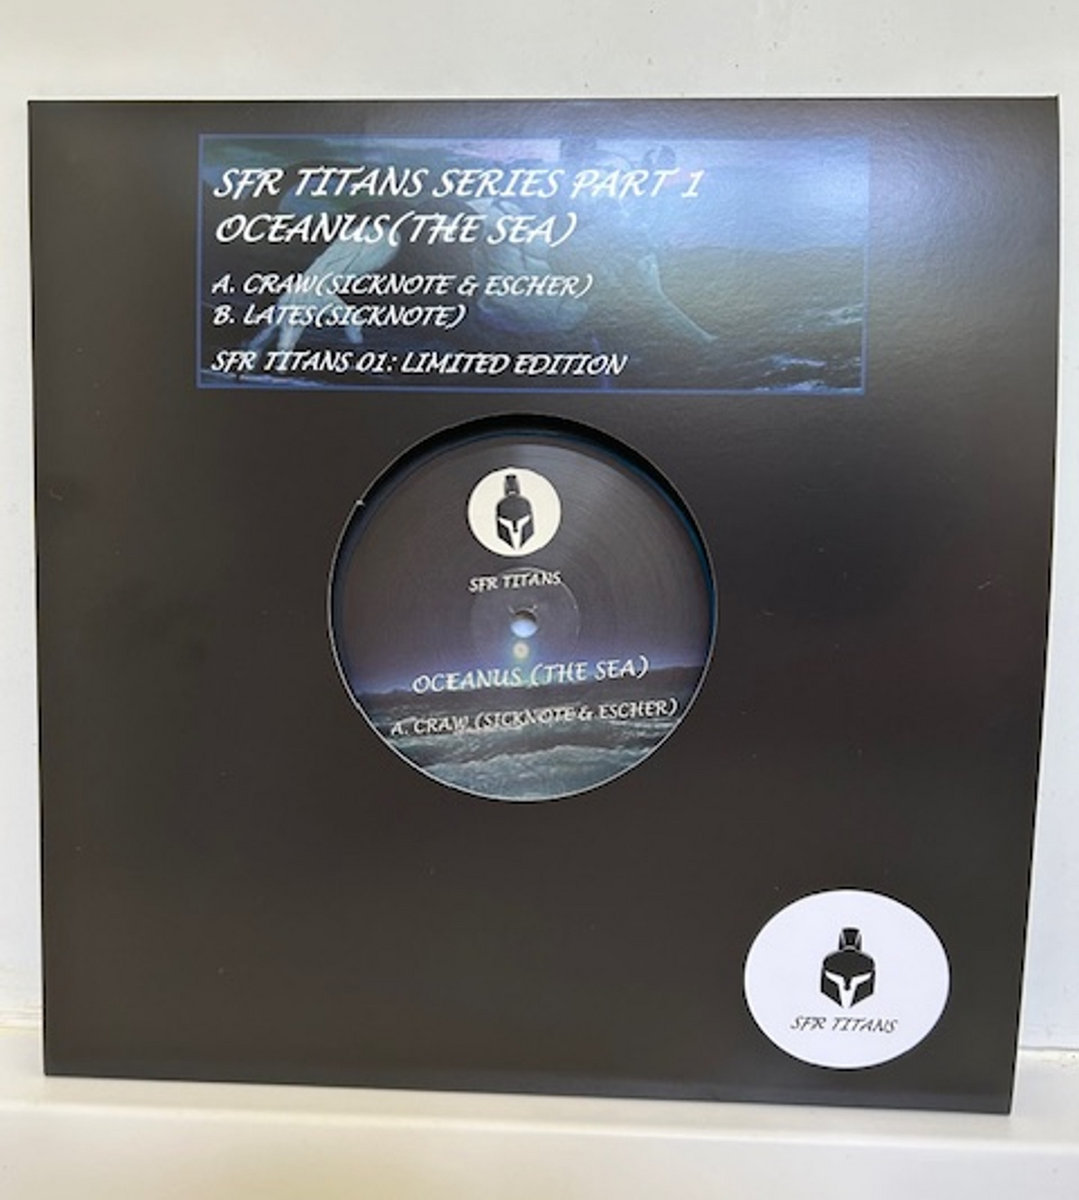 SFR TITANS SERIES PART 1
OCEANUS(THE SEA)
A. CRAW(SICKNOTE & ESCHER)
B. LATES(SICKNOTE)
SFR TITANS 01: LIMITED EDITION
SFR TITANS
OCEANUS (THE SEA)
A. CRAW (SICKNOTE & ESCHER)
SFR TITANS